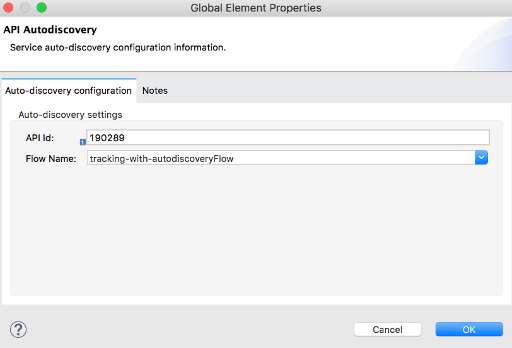 Global Element Properties
API Autodiscovery
Service auto-discovery configuration information.
Auto-discovery configuration Notes
Auto-discovery settings
API Id: 190289
Flow Name: tracking-with-autodiscoveryFlow
? Cancel OK